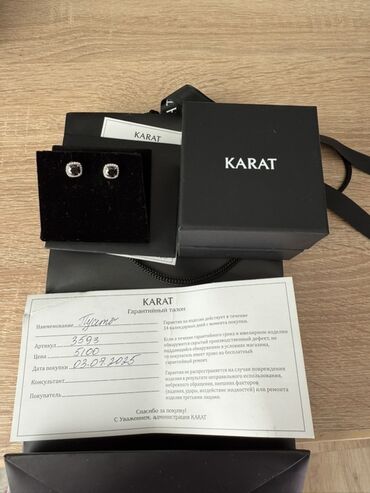 KARAT
KARAT
KARAT
Гарантийный талон
Наименование Пусеты
Артикул 3593
Цена 5100
Дата покупки 03.07.2025
Консультант
Покупатель
Гарантия на изделия действует в течение
14 календарных дней с момента покупки.
Если в течение гарантийного срока в ювелирном изделии
обнаружится скрытый производственный дефект, не
поддающийся обнаружению в условиях магазина,
то покупатель имеет право на бесплатный
гарантийный ремонт.
Гарантия не распространяется на случаи повреждения
изделия в результате неправильного использования,
небрежного обращения, внешних факторов
(падения, удара, воздействие жидкостей) или ремонта
изделия третьими лицами.
Спасибо за покупку!
С Уважением, администрация KARAT